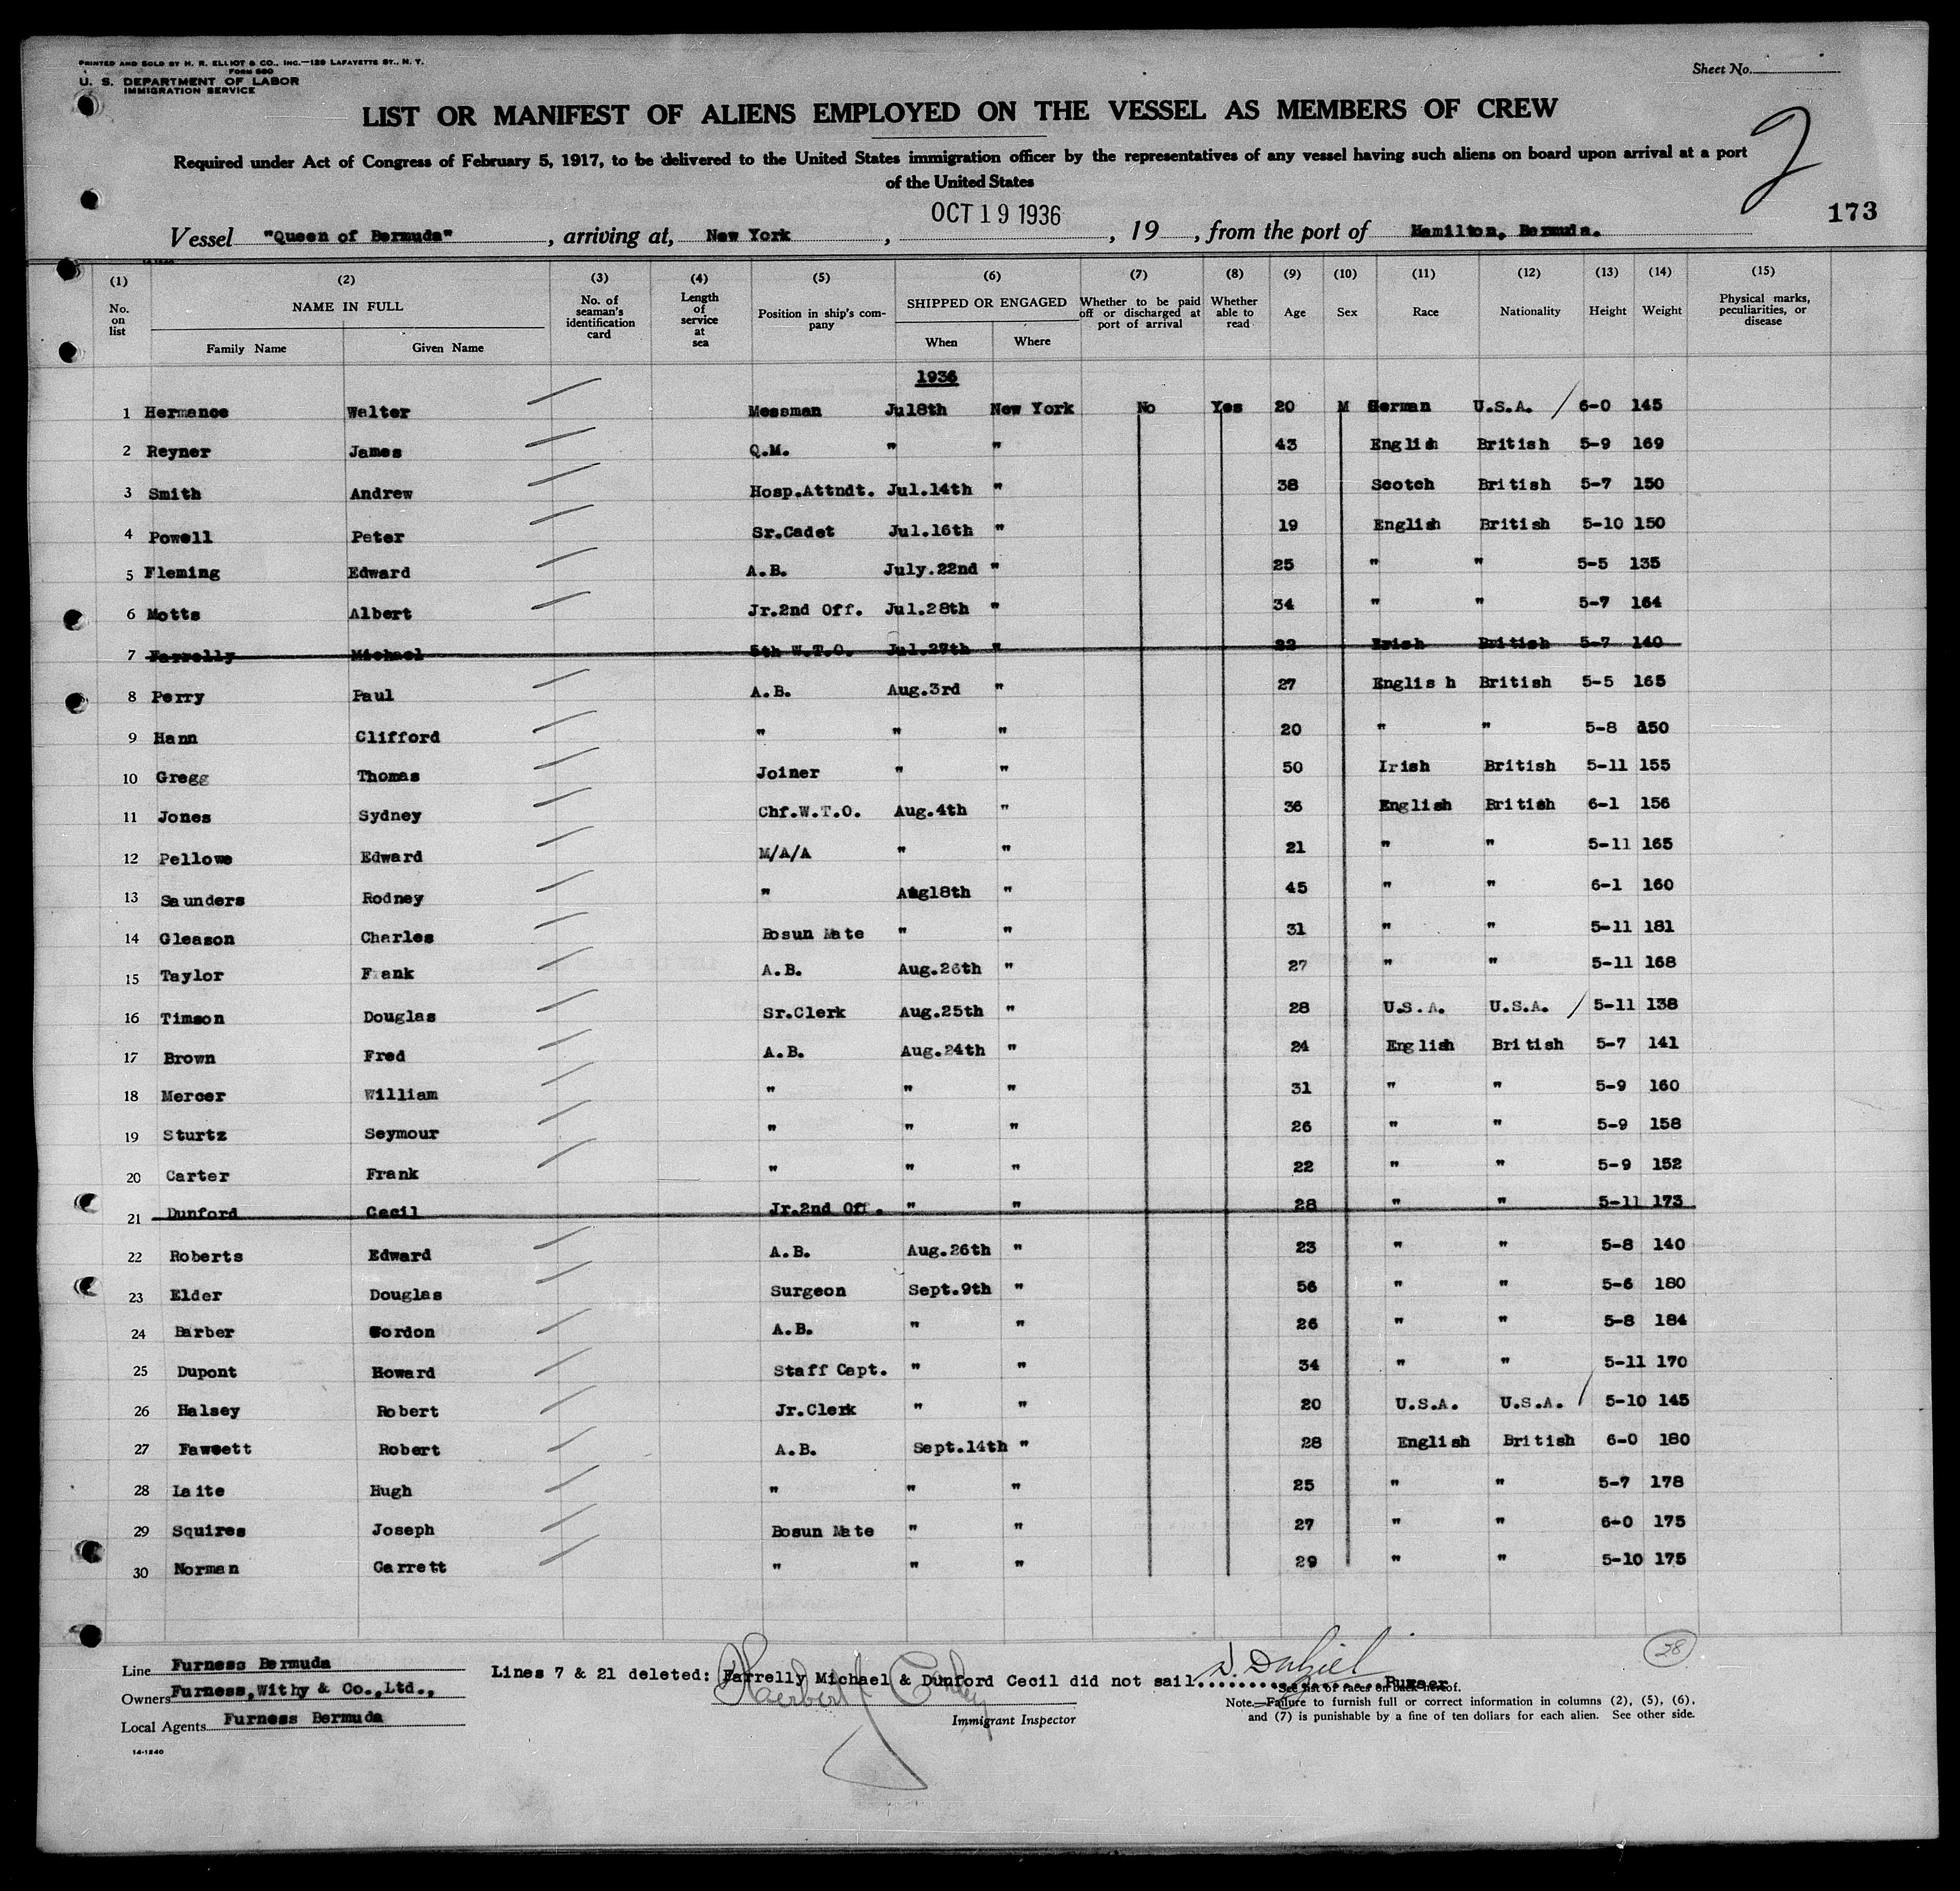 PRINTED AND SOLD BY H. R. ELLIOT & CO., INC.—129 LAFAYETTE ST., N. Y.
FORM 680
U. S. DEPARTMENT OF LABOR
IMMIGRATION SERVICE
Sheet No.
LIST OR MANIFEST OF ALIENS EMPLOYED ON THE VESSEL AS MEMBERS OF CREW
2
Required under Act of Congress of February 5, 1917, to be delivered to the United States immigration officer by the representatives of any vessel having such aliens on board upon arrival at a port
of the United States
173
Vessel "Queen of Bermuda", arriving at, New York, OCT 19 1936, 19 , from the port of Hamilton, Bermuda.
(1) (2) (3) (4) (5) (6) (7) (8) (9) (10) (11) (12) (13) (14) (15)
No. on list NAME IN FULL Family Name Given Name No. of seaman's identification card Length of service at sea Position in ship's company SHIPPED OR ENGAGED When Where Whether to be paid off or discharged at port of arrival Whether able to read Age Sex Race Nationality Height Weight Physical marks, peculiarities, or disease
1936
1 Hermance Walter Messman Jul8th New York No Yes 20 M German U.S.A. / 6-0 145
2 Reyner James Q.M. " " 43 English British 5-9 169
3 Smith Andrew Hosp.Attndt. Jul.14th " 38 Scotch British 5-7 150
4 Powell Peter Sr.Cadet Jul.16th " 19 English British 5-10 150
5 Fleming Edward A.B. July.22nd " 25 " " 5-5 135
6 Motts Albert Jr.2nd Off. Jul.28th " 34 " " 5-7 164
7 Farrelly Michael 5th W.T.O. Jul.27th " 22 Irish British 5-7 140
8 Perry Paul A.B. Aug.3rd " 27 Englis h British 5-5 165
9 Hann Clifford " " " 20 " " 5-8 150
10 Gregg Thomas Joiner " " 50 Irish British 5-11 155
11 Jones Sydney Chf.W.T.O. Aug.4th " 36 English British 6-1 156
12 Pellowe Edward M/A/A " " 21 " " 5-11 165
13 Saunders Rodney " Aug18th " 45 " " 6-1 160
14 Gleason Charles Bosun Mate " " 31 " " 5-11 181
15 Taylor Frank A.B. Aug.26th " 27 " " 5-11 168
16 Timson Douglas Sr.Clerk Aug.25th " 28 U.S.A. U.S.A. / 5-11 138
17 Brown Fred A.B. Aug.24th " 24 English British 5-7 141
18 Mercer William " " " 31 " " 5-9 160
19 Sturtz Seymour " " " 26 " " 5-9 158
20 Carter Frank " " " 22 " " 5-9 152
21 Dunford Cecil Jr.2nd Off. " " 28 " " 5-11 173
22 Roberts Edward A.B. Aug.26th " 23 " " 5-8 140
23 Elder Douglas Surgeon Sept.9th " 56 " " 5-6 180
24 Barber Gordon A.B. " " 26 " " 5-8 184
25 Dupont Howard Staff Capt. " " 34 " " 5-11 170
26 Halsey Robert Jr.Clerk " " 20 U.S.A. U.S.A. / 5-10 145
27 Fawcett Robert A.B. Sept.14th " 28 English British 6-0 180
28 Laite Hugh " " " 25 " " 5-7 178
29 Squires Joseph Bosun Mate " " 27 " " 6-0 175
30 Norman Garrett " " " 29 " " 5-10 175
28
Line Furness Bermuda
Lines 7 & 21 deleted: Farrelly Michael & Dunford Cecil did not sail. Purser
Owners Furness,Withy & Co.,Ltd.,
See list of races on back hereof.
Immigrant Inspector
Note.—Failure to furnish full or correct information in columns (2), (5), (6),
and (7) is punishable by a fine of ten dollars for each alien. See other side.
Local Agents Furness Bermuda
14-1240